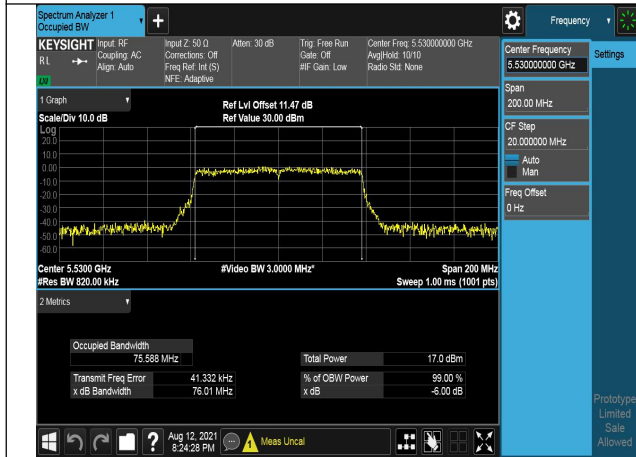 Spectrum Analyzer 1
Occupied BW
+
Frequency
KEYSIGHT
Input: RF
Coupling: AC
Align: Auto
RL
Input Z: 50 Ω
Corrections: Off
Freq Ref: Int (S)
NFE: Adaptive
Atten: 30 dB
Trig: Free Run
Gate: Off
#IF Gain: Low
Center Freq: 5.530000000 GHz
Avg|Hold: 10/10
Radio Std: None
Center Frequency
5.530000000 GHz
Settings
Span
200.00 MHz
CF Step
20.000000 MHz
Auto
Man
Freq Offset
0 Hz
1 Graph
Scale/Div 10.0 dB
Ref Lvl Offset 11.47 dB
Ref Value 30.00 dBm
Log
20.0
10.0
0.00
-10.0
-20.0
-30.0
-40.0
-50.0
-60.0
Center 5.5300 GHz
#Res BW 820.00 kHz
#Video BW 3.0000 MHz*
Span 200 MHz
Sweep 1.00 ms (1001 pts)
2 Metrics
Occupied Bandwidth
75.588 MHz
Total Power 17.0 dBm
Transmit Freq Error 41.332 kHz
% of OBW Power 99.00 %
x dB Bandwidth 76.01 MHz
x dB -6.00 dB
Prototype
Limited
Sale
Allowed
?
Aug 12, 2021
8:24:28 PM
Meas Uncal